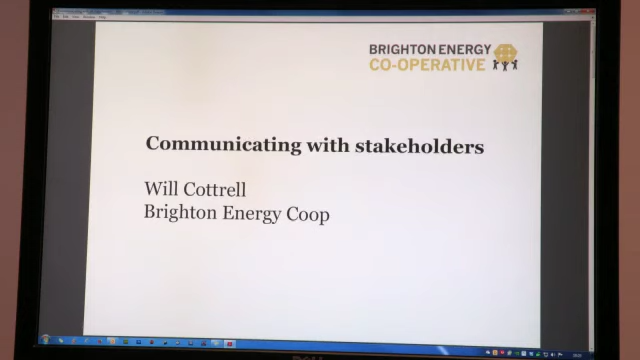 BRIGHTON ENERGY
CO-OPERATIVE
Communicating with stakeholders
Will Cottrell
Brighton Energy Coop